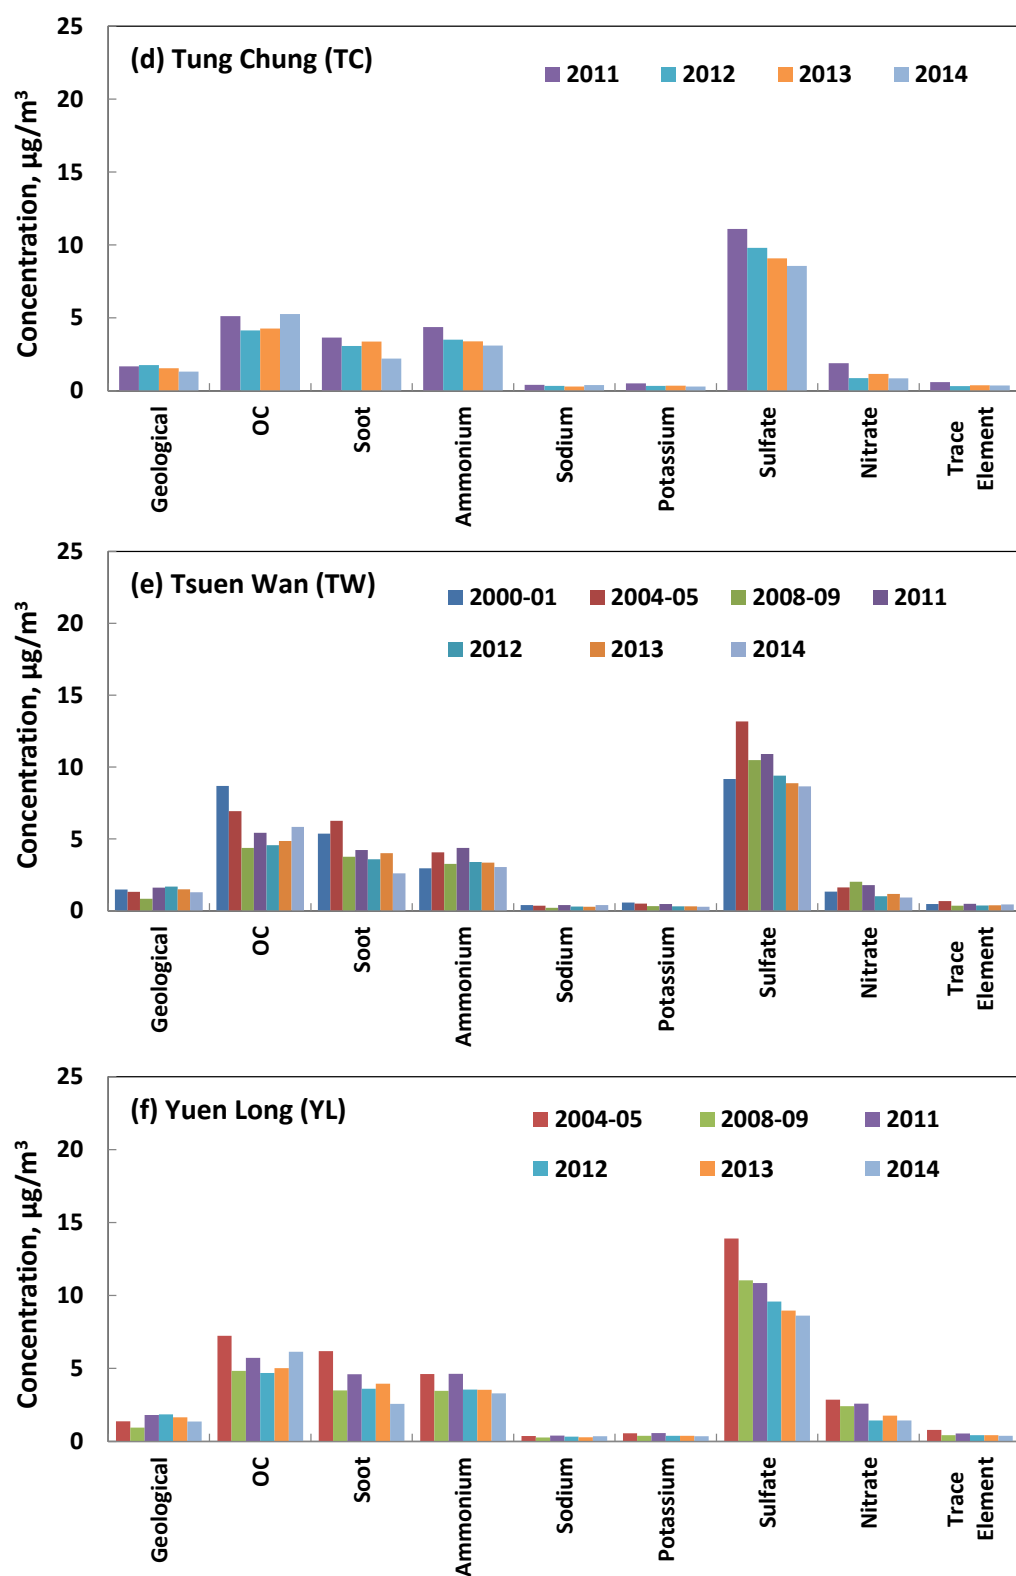 (d) Tung Chung (TC)
2011 2012 2013 2014
Concentration, µg/m³
25
20
15
10
5
0
Geological
OC
Soot
Ammonium
Sodium
Potassium
Sulfate
Nitrate
Trace
Element
(e) Tsuen Wan (TW)
2000-01 2004-05 2008-09 2011
2012 2013 2014
Concentration, µg/m³
25
20
15
10
5
0
Geological
OC
Soot
Ammonium
Sodium
Potassium
Sulfate
Nitrate
Trace
Element
(f) Yuen Long (YL)
2004-05 2008-09 2011
2012 2013 2014
Concentration, µg/m³
25
20
15
10
5
0
Geological
OC
Soot
Ammonium
Sodium
Potassium
Sulfate
Nitrate
Trace
Element